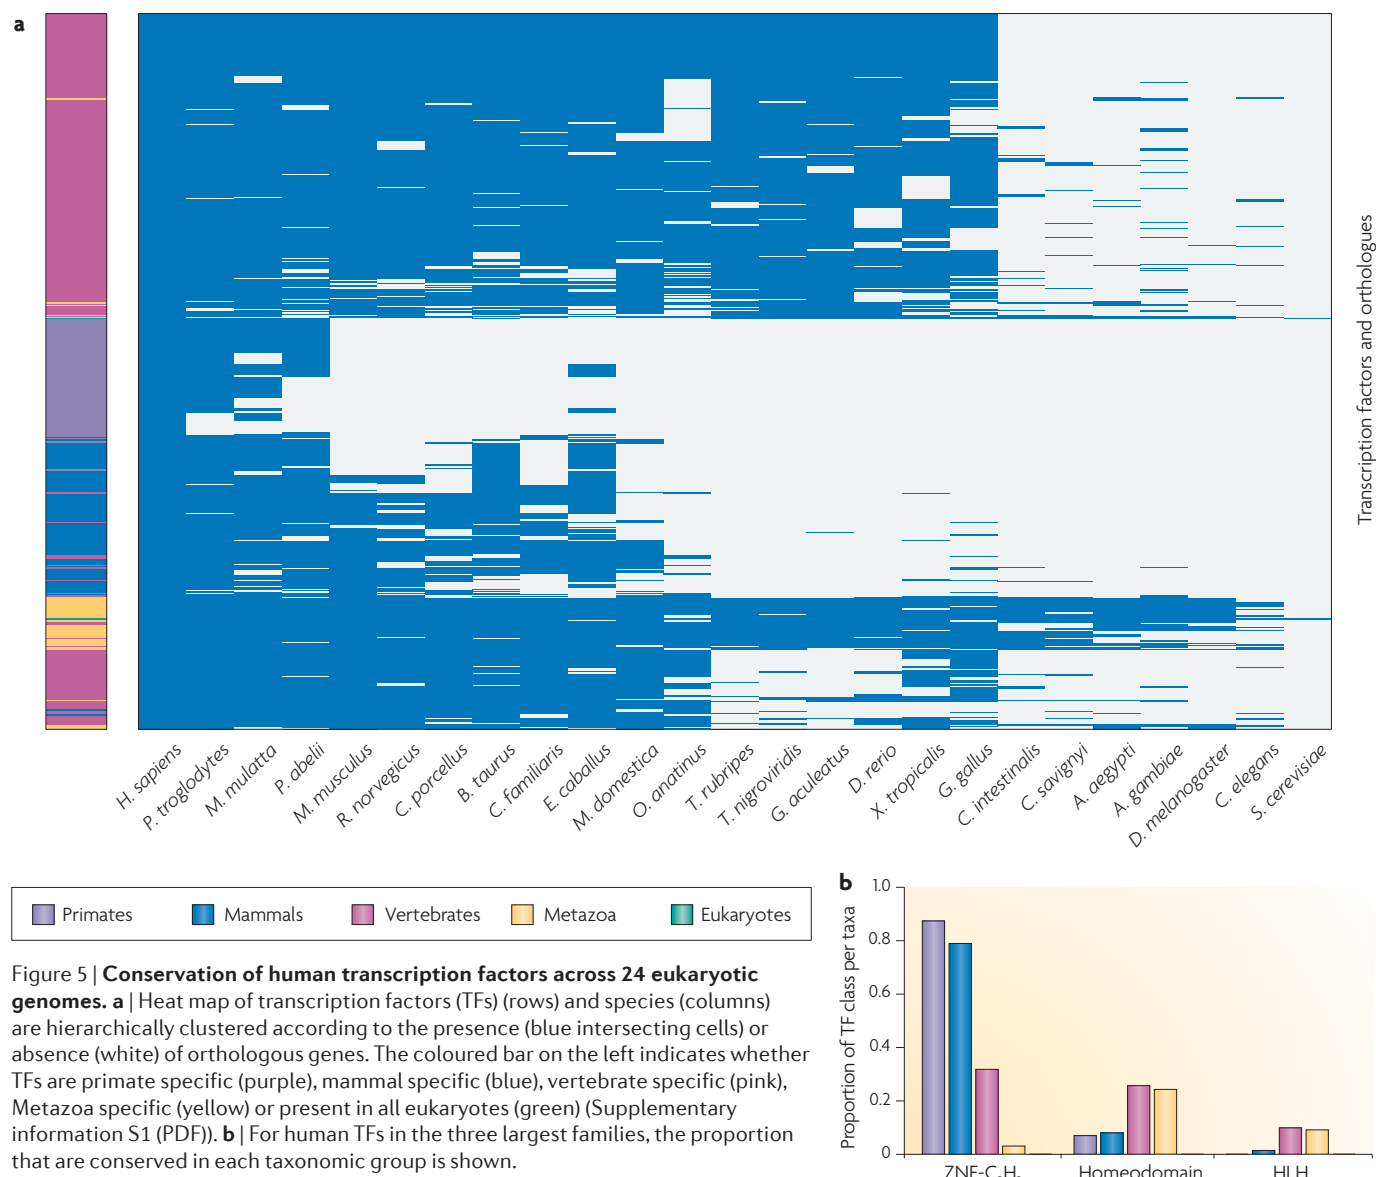 a
Transcription factors and orthologues
H. sapiens
P. troglodytes
M. mulatta
P. abelii
M. musculus
R. norvegicus
C. porcellus
B. taurus
C. familiaris
E. caballus
M. domestica
O. anatinus
T. rubripes
T. nigroviridis
G. aculeatus
D. rerio
X. tropicalis
G. gallus
C. intestinalis
C. savignyi
A. aegypti
A. gambiae
D. melanogaster
C. elegans
S. cerevisiae
Primates Mammals Vertebrates Metazoa Eukaryotes
Figure 5 | Conservation of human transcription factors across 24 eukaryotic
genomes. a | Heat map of transcription factors (TFs) (rows) and species (columns)
are hierarchically clustered according to the presence (blue intersecting cells) or
absence (white) of orthologous genes. The coloured bar on the left indicates whether
TFs are primate specific (purple), mammal specific (blue), vertebrate specific (pink),
Metazoa specific (yellow) or present in all eukaryotes (green) (Supplementary
information S1 (PDF)). b | For human TFs in the three largest families, the proportion
that are conserved in each taxonomic group is shown.
b
Proportion of TF class per taxa
1.0
0.8
0.6
0.4
0.2
0
ZNF-C₂H₂ Homeodomain HLH